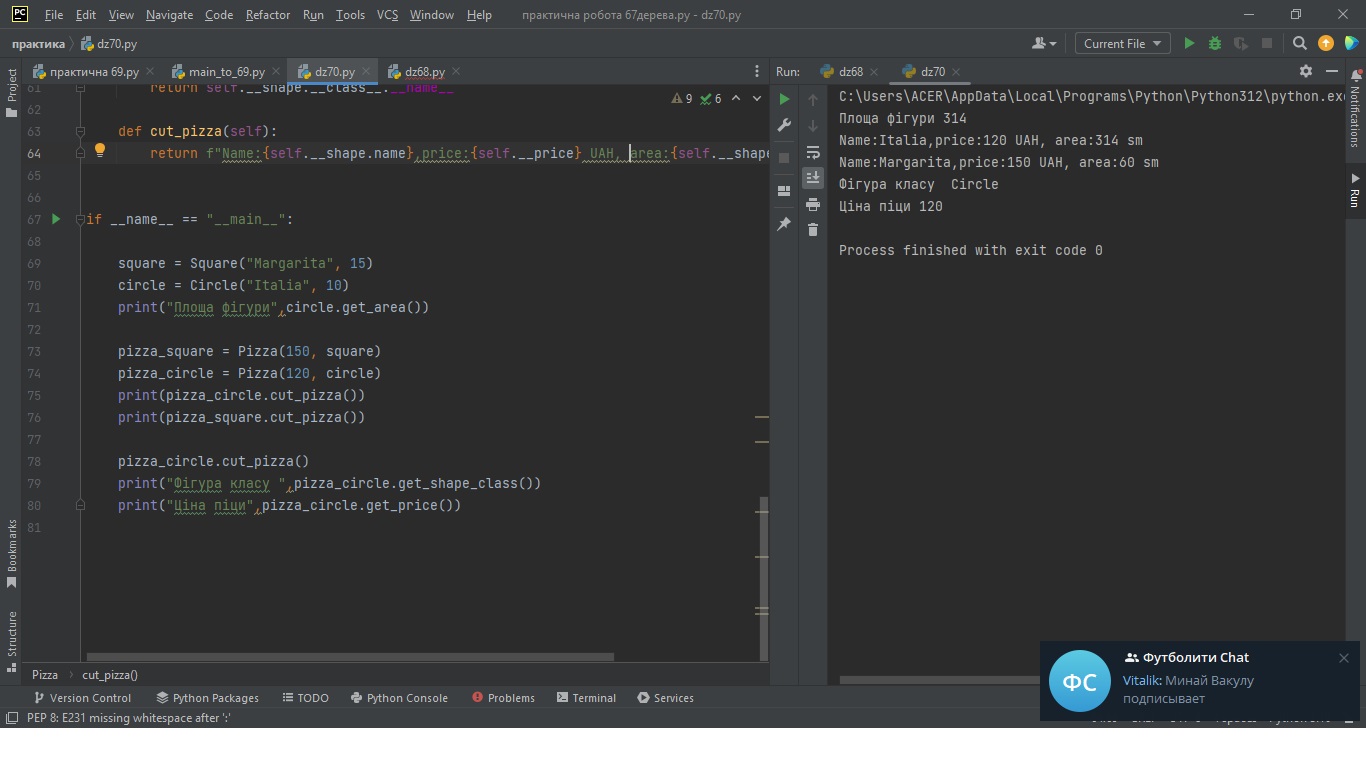 File Edit View Navigate Code Refactor Run Tools VCS Window Help практична робота 67дерева.py - dz70.py
практика dz70.py Current File
практична 69.py main_to_69.py dz70.py dz68.py Run: dz68 dz70
61 return self.__shape.__class__.__name__
62
63 def cut_pizza(self):
64 return f"Name:{self.__shape.name},price:{self.__price} UAH, area:{self.__shape
65
66
67 if __name__ == "__main__":
68
69 square = Square("Margarita", 15)
70 circle = Circle("Italia", 10)
71 print("Площа фігури",circle.get_area())
72
73 pizza_square = Pizza(150, square)
74 pizza_circle = Pizza(120, circle)
75 print(pizza_circle.cut_pizza())
76 print(pizza_square.cut_pizza())
77
78 pizza_circle.cut_pizza()
79 print("Фігура класу ",pizza_circle.get_shape_class())
80 print("Ціна піци",pizza_circle.get_price())
81
9 6
C:\Users\ACER\AppData\Local\Programs\Python\Python312\python.exe
Площа фігури 314
Name:Italia,price:120 UAH, area:314 sm
Name:Margarita,price:150 UAH, area:60 sm
Фігура класу  Circle
Ціна піци 120
Process finished with exit code 0
Project
Bookmarks
Structure
Notifications
Run
Pizza cut_pizza()
Version Control Python Packages TODO Python Console Problems Terminal Services
PEP 8: E231 missing whitespace after ':'
ФС
Футболити Chat
Vitalik: Минай Вакулу
подписывает